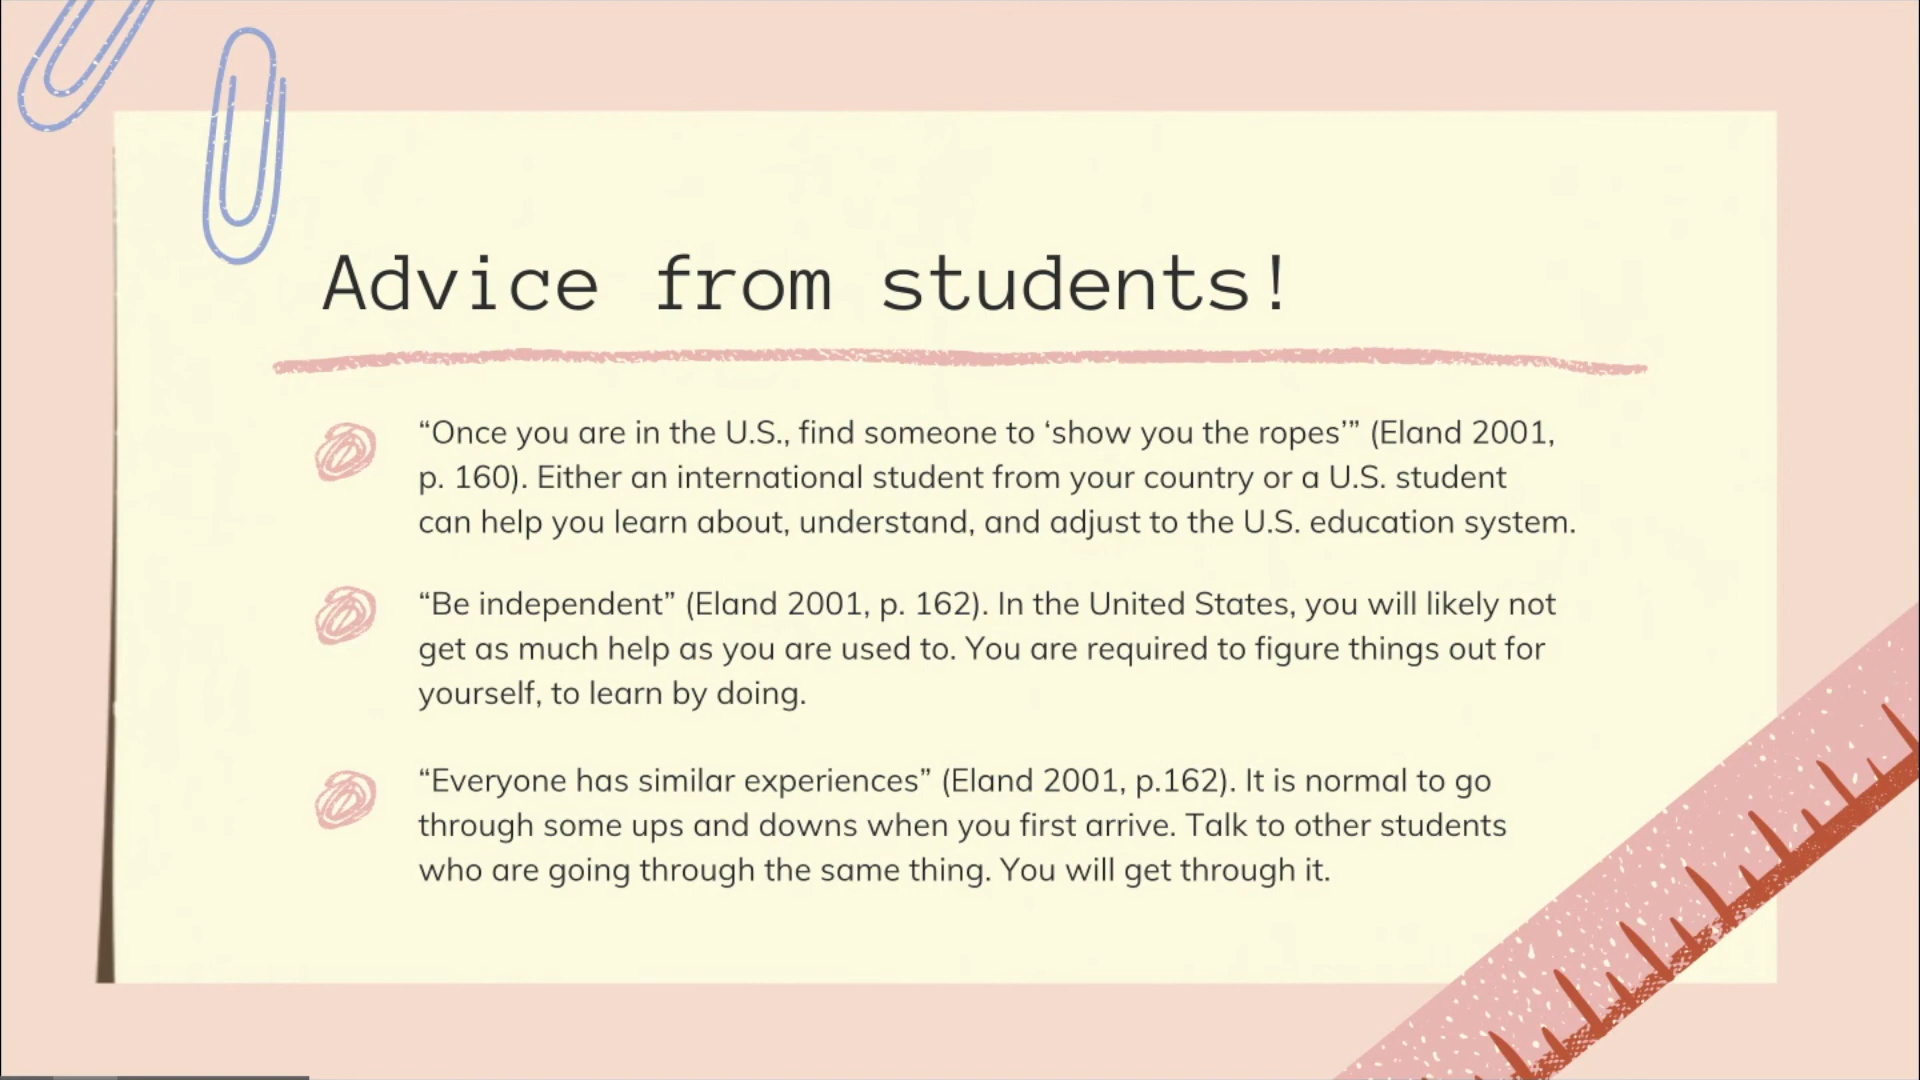 Advice from students!
“Once you are in the U.S., find someone to ‘show you the ropes’” (Eland 2001,
p. 160). Either an international student from your country or a U.S. student
can help you learn about, understand, and adjust to the U.S. education system.
“Be independent” (Eland 2001, p. 162). In the United States, you will likely not
get as much help as you are used to. You are required to figure things out for
yourself, to learn by doing.
“Everyone has similar experiences” (Eland 2001, p.162). It is normal to go
through some ups and downs when you first arrive. Talk to other students
who are going through the same thing. You will get through it.